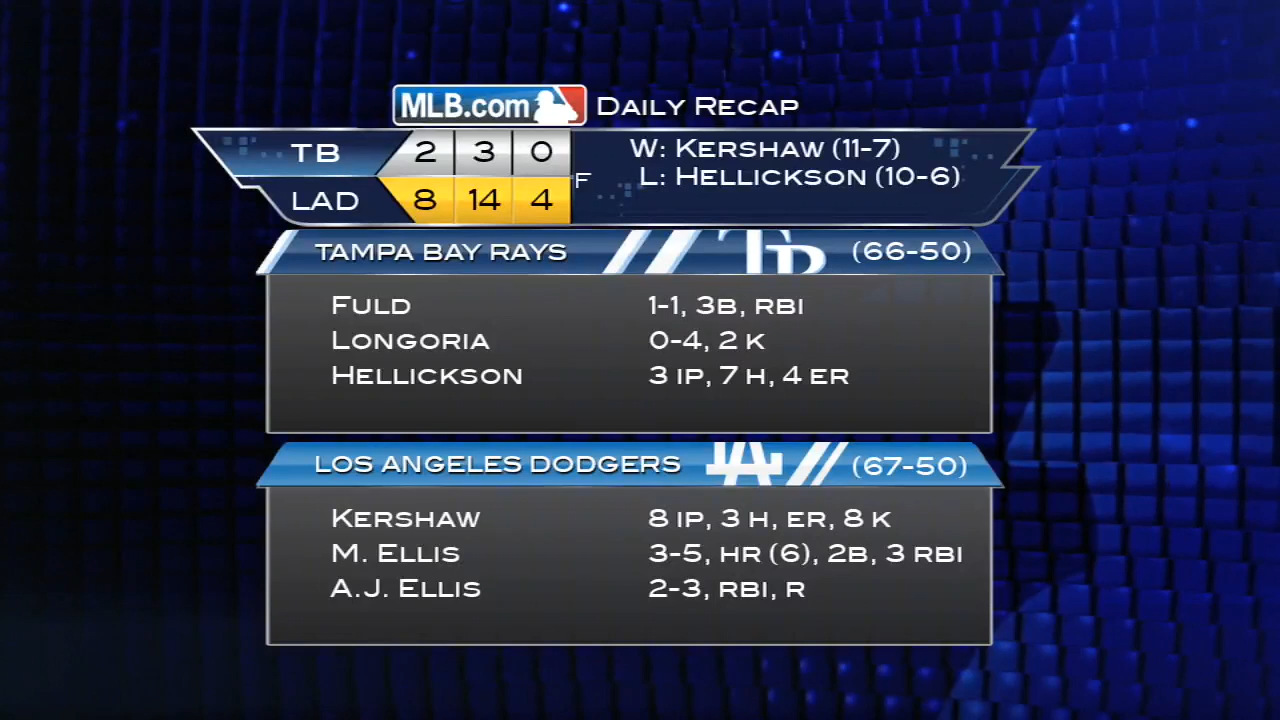 MLB.com DAILY RECAP
TB 2 3 0
LAD 8 14 4
F
W: KERSHAW (11-7)
L: HELLICKSON (10-6)
TAMPA BAY RAYS TB (66-50)
FULD 1-1, 3B, RBI
LONGORIA 0-4, 2 K
HELLICKSON 3 IP, 7 H, 4 ER
LOS ANGELES DODGERS LA (67-50)
KERSHAW 8 IP, 3 H, ER, 8 K
M. ELLIS 3-5, HR (6), 2B, 3 RBI
A.J. ELLIS 2-3, RBI, R